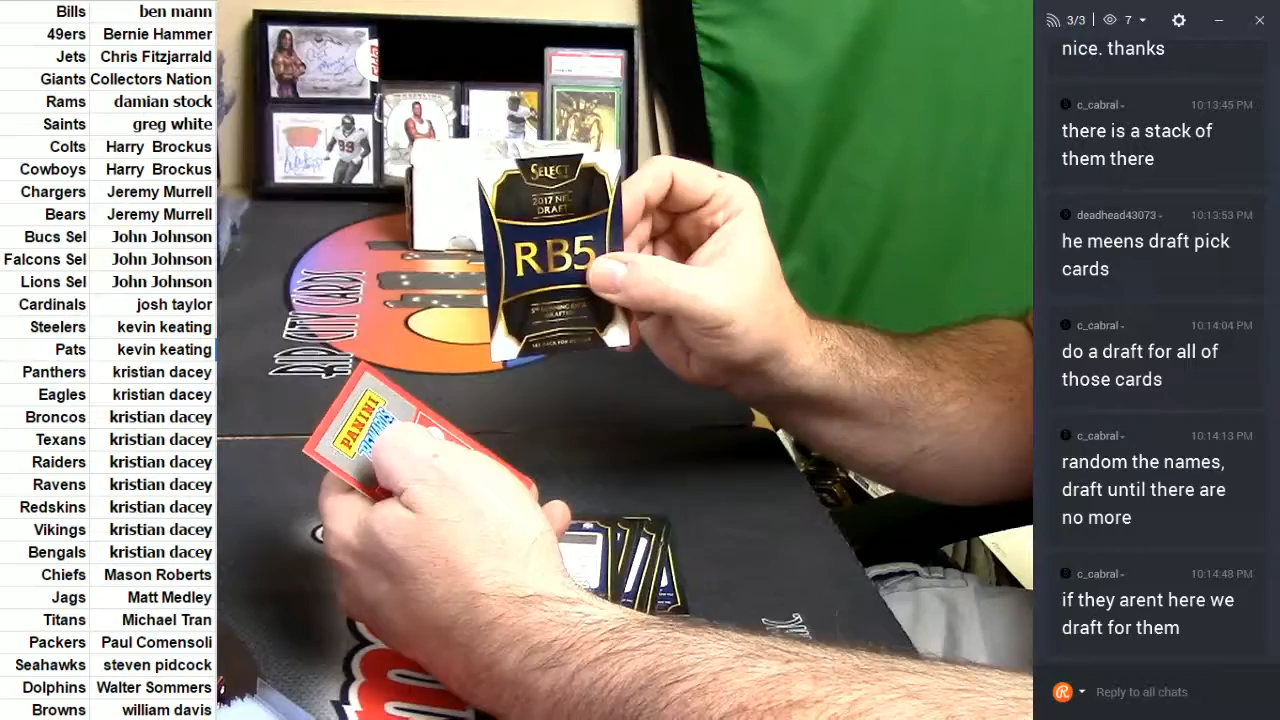 Bills ben mann
49ers Bernie Hammer
Jets Chris Fitzjarrald
Giants Collectors Nation
Rams damian stock
Saints greg white
Colts Harry Brockus
Cowboys Harry Brockus
Chargers Jeremy Murrell
Bears Jeremy Murrell
Bucs Sel John Johnson
Falcons Sel John Johnson
Lions Sel John Johnson
Cardinals josh taylor
Steelers kevin keating
Pats kevin keating
Panthers kristian dacey
Eagles kristian dacey
Broncos kristian dacey
Texans kristian dacey
Raiders kristian dacey
Ravens kristian dacey
Redskins kristian dacey
Vikings kristian dacey
Bengals kristian dacey
Chiefs Mason Roberts
Jags Matt Medley
Titans Michael Tran
Packers Paul Comensoli
Seahawks steven pidcock
Dolphins Walter Sommers
Browns william davis
SELECT
2017 NFL
DRAFT
RB5
RIP CITY CARDS
PANINI
3/3 7
nice. thanks
c_cabral 10:13:45 PM
there is a stack of
them there
deadhead43073 10:13:53 PM
he meens draft pick
cards
c_cabral 10:14:04 PM
do a draft for all of
those cards
c_cabral 10:14:13 PM
random the names,
draft until there are
no more
c_cabral 10:14:48 PM
if they arent here we
draft for them
Reply to all chats